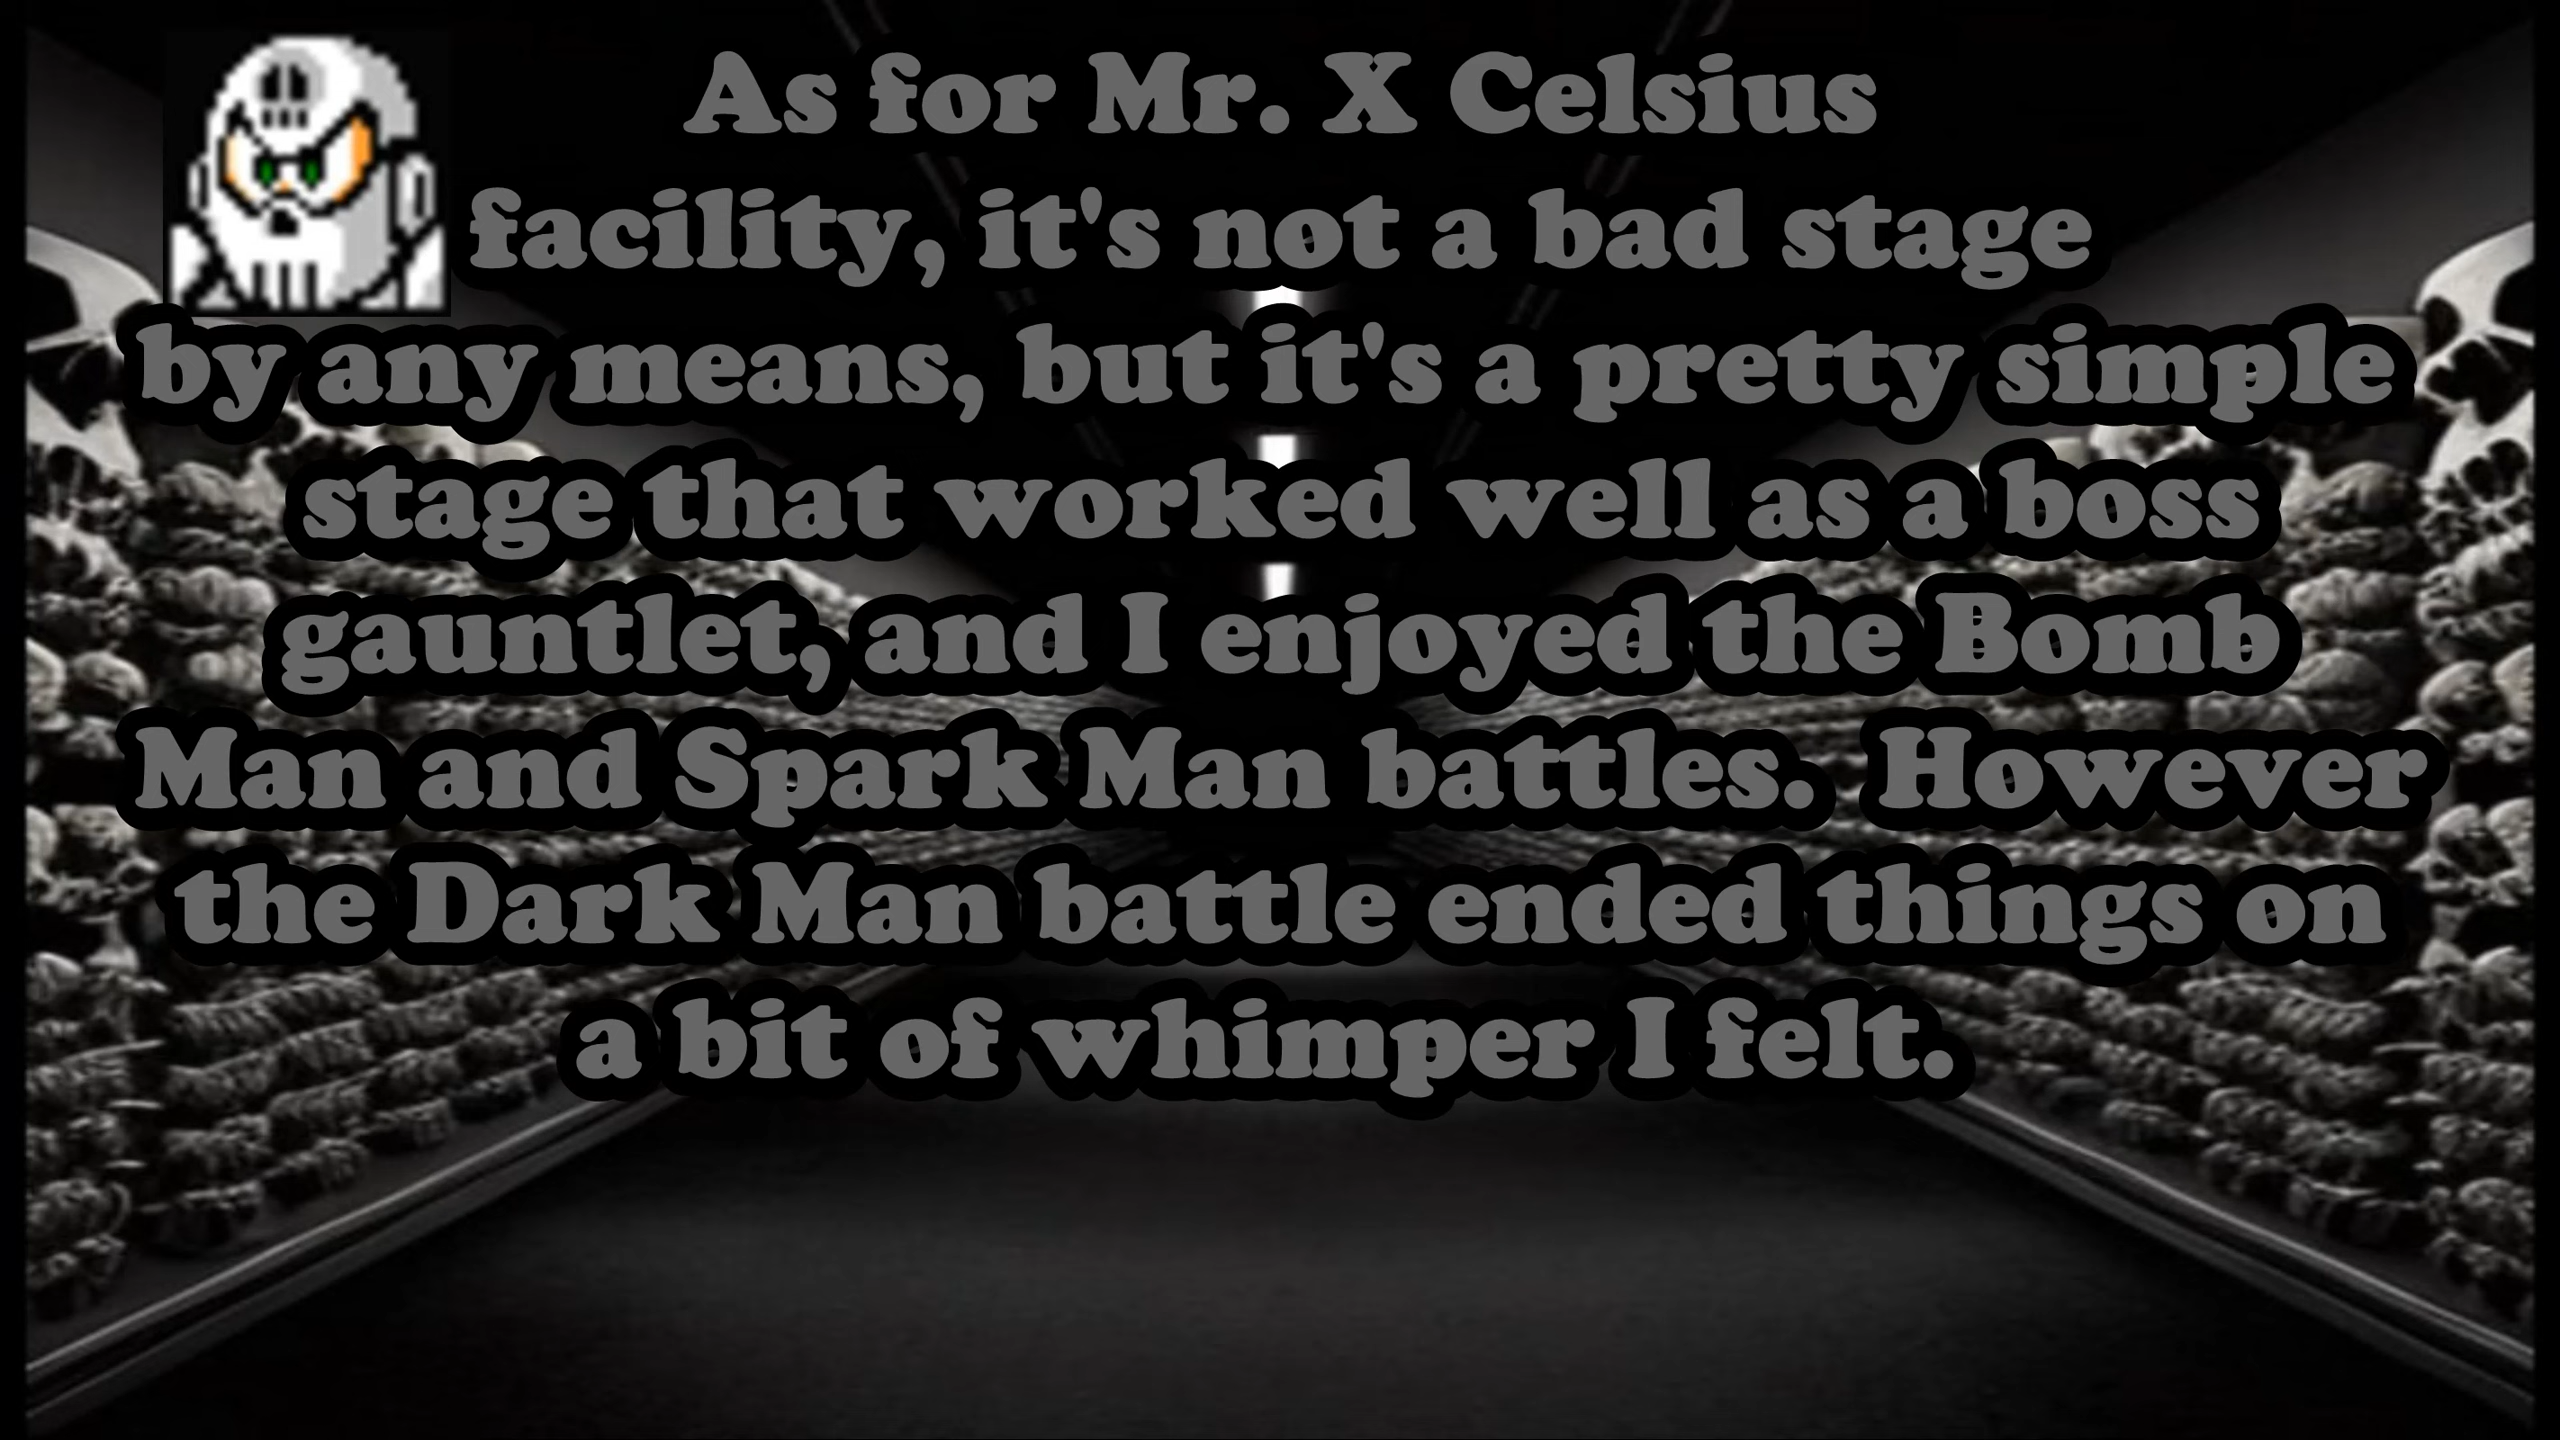 As for Mr. X Celsius
facility, it's not a bad stage
by any means, but it's a pretty simple
stage that worked well as a boss
gauntlet, and I enjoyed the Bomb
Man and Spark Man battles.  However
the Dark Man battle ended things on
a bit of whimper I felt.